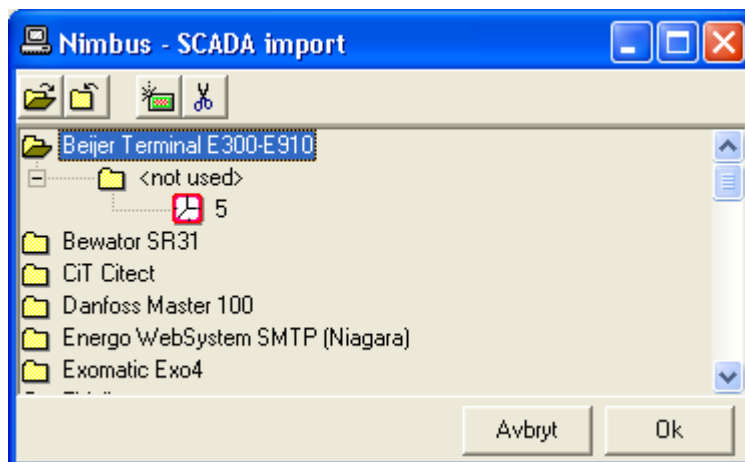 Nimbus - SCADA import
Beijer Terminal E300-E910
<not used>
5
Bewator SR31
CiT Citect
Danfoss Master 100
Energo WebSystem SMTP (Niagara)
Exomatic Exo4
Avbryt Ok